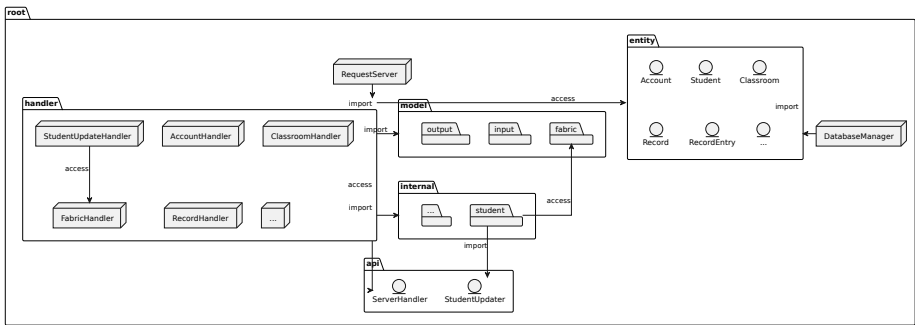 root
entity
Account
Student
Classroom
RequestServer
import
access
handler
model
import
StudentUpdateHandler
AccountHandler
ClassroomHandler
import
output
input
fabric
Record
RecordEntry
...
DatabaseManager
access
access
internal
import
access
FabricHandler
RecordHandler
...
...
student
import
api
ServerHandler
StudentUpdater